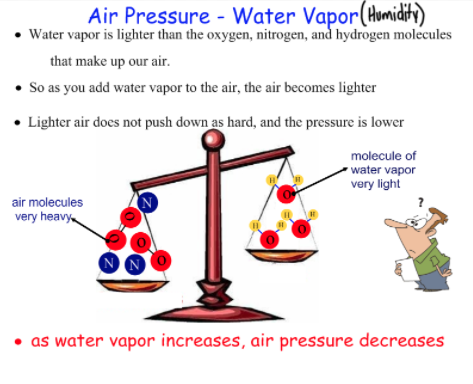 Air Pressure - Water Vapor (Humidity)
• Water vapor is lighter than the oxygen, nitrogen, and hydrogen molecules
that make up our air.
• So as you add water vapor to the air, the air becomes lighter
• Lighter air does not push down as hard, and the pressure is lower
molecule of
water vapor
very light
air molecules
very heavy
?
H H
O
N
O
H H
H H
O
O
O
O
N N O
• as water vapor increases, air pressure decreases